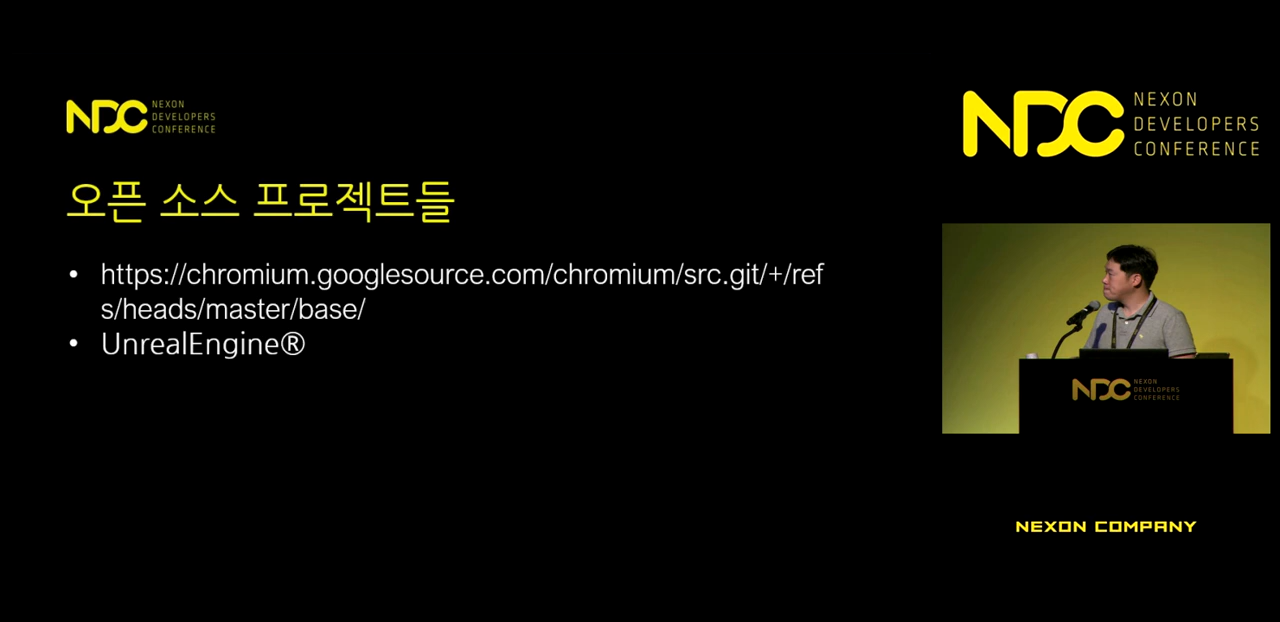 NDC NEXON
DEVELOPERS
CONFERENCE
오픈 소스 프로젝트들
• https://chromium.googlesource.com/chromium/src.git/+/ref
s/heads/master/base/
• UnrealEngine®
NDC NEXON
DEVELOPERS
CONFERENCE
NDC NEXON
DEVELOPERS
CONFERENCE
NEXON COMPANY